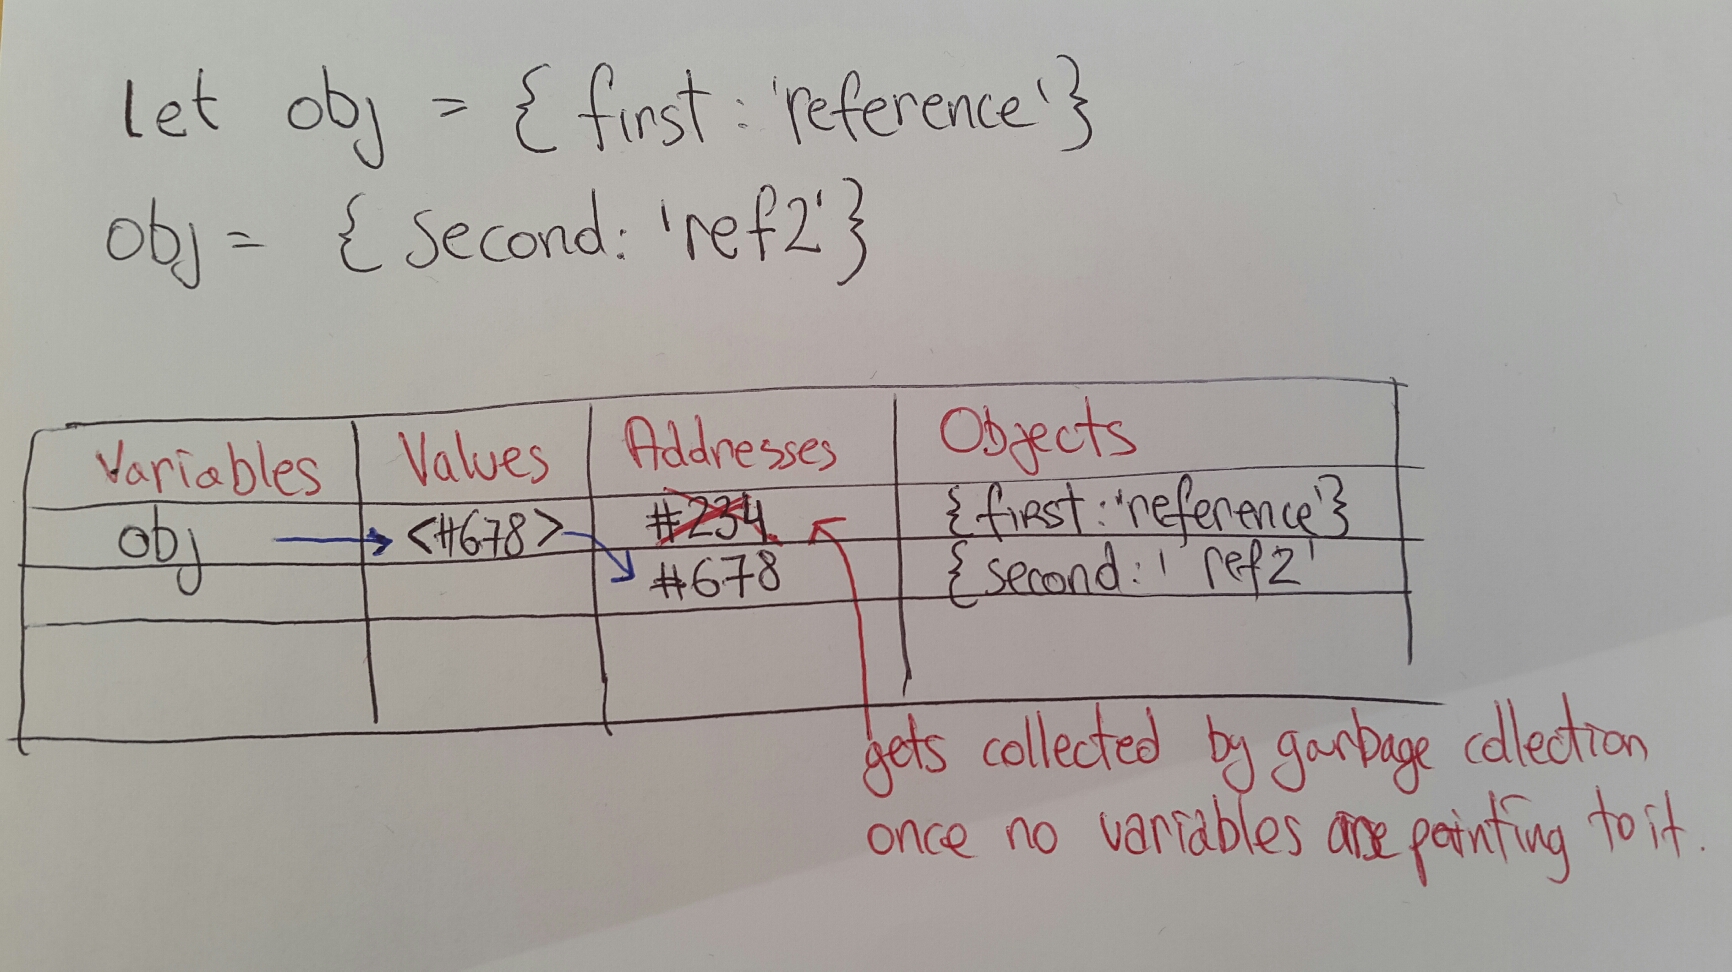 let obj = { first : 'reference'}
obj = { second: 'ref2'}
Variables Values Addresses Objects
obj <#678> #234 {first:'reference'}
#678 {second: ' ref2'
gets collected by garbage collection
once no variables are pointing to it.